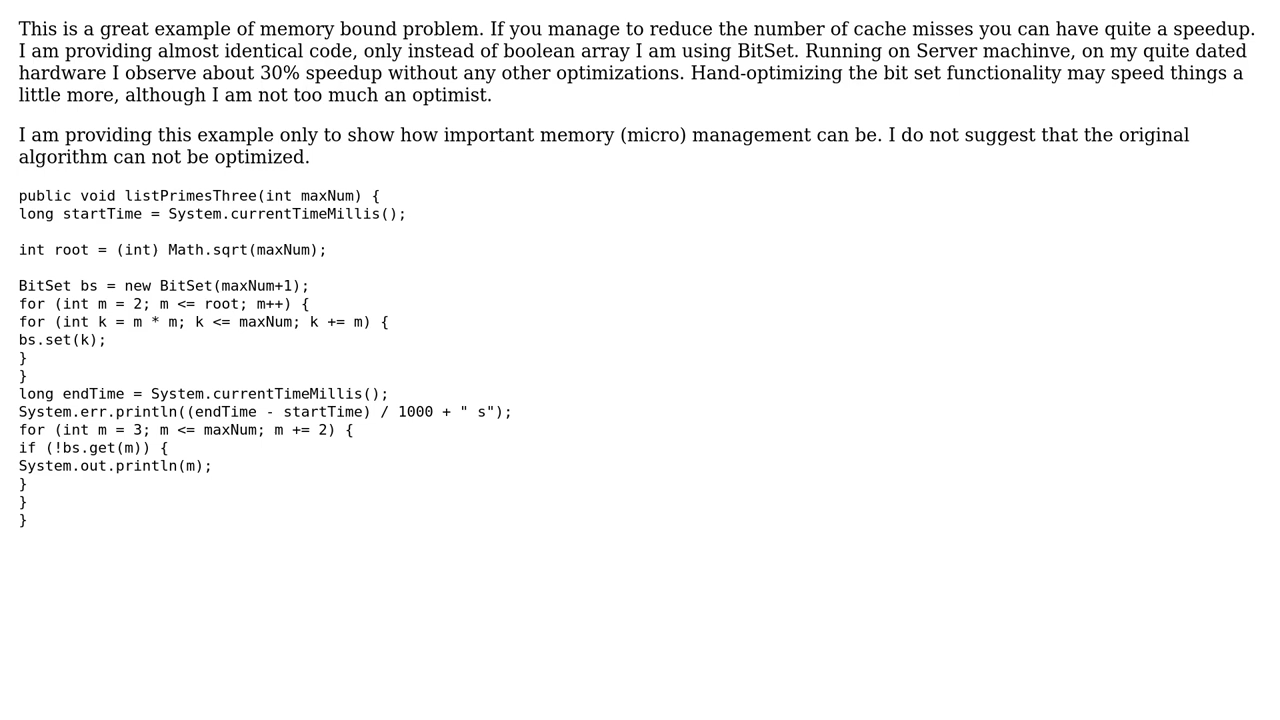 This is a great example of memory bound problem. If you manage to reduce the number of cache misses you can have quite a speedup.
I am providing almost identical code, only instead of boolean array I am using BitSet. Running on Server machinve, on my quite dated
hardware I observe about 30% speedup without any other optimizations. Hand-optimizing the bit set functionality may speed things a
little more, although I am not too much an optimist.
I am providing this example only to show how important memory (micro) management can be. I do not suggest that the original
algorithm can not be optimized.
public void listPrimesThree(int maxNum) {
long startTime = System.currentTimeMillis();
int root = (int) Math.sqrt(maxNum);
BitSet bs = new BitSet(maxNum+1);
for (int m = 2; m <= root; m++) {
for (int k = m * m; k <= maxNum; k += m) {
bs.set(k);
}
}
long endTime = System.currentTimeMillis();
System.err.println((endTime - startTime) / 1000 + " s");
for (int m = 3; m <= maxNum; m += 2) {
if (!bs.get(m)) {
System.out.println(m);
}
}
}